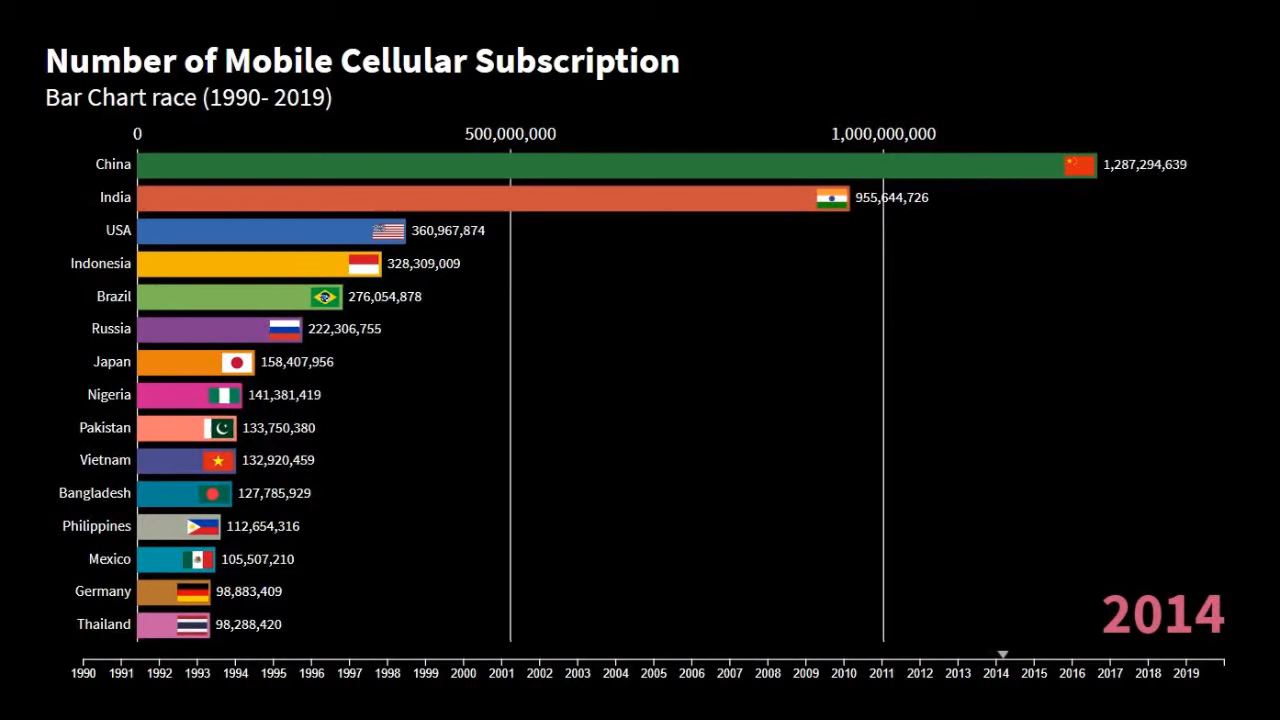 Number of Mobile Cellular Subscription
Bar Chart race (1990- 2019)
0 500,000,000 1,000,000,000
China 1,287,294,639
India 955,644,726
USA 360,967,874
Indonesia 328,309,009
Brazil 276,054,878
Russia 222,306,755
Japan 158,407,956
Nigeria 141,381,419
Pakistan 133,750,380
Vietnam 132,920,459
Bangladesh 127,785,929
Philippines 112,654,316
Mexico 105,507,210
Germany 98,883,409
Thailand 98,288,420
2014
1990 1991 1992 1993 1994 1995 1996 1997 1998 1999 2000 2001 2002 2003 2004 2005 2006 2007 2008 2009 2010 2011 2012 2013 2014 2015 2016 2017 2018 2019